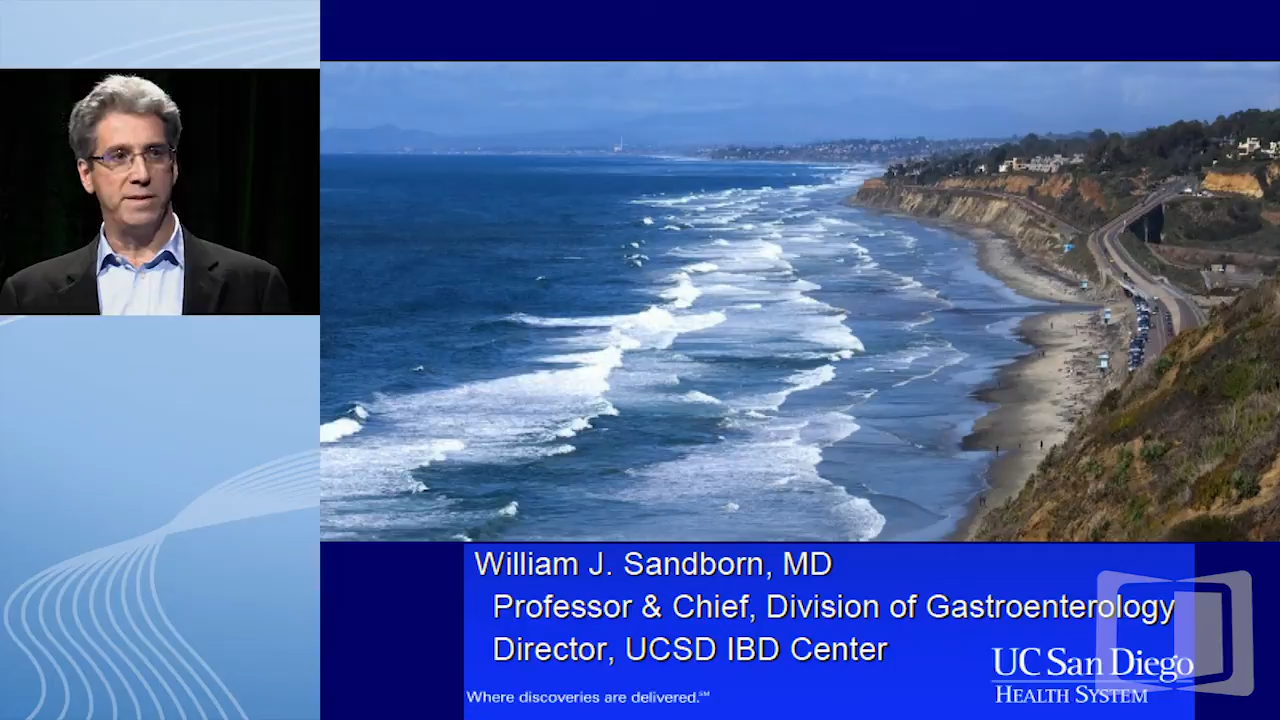 William J. Sandborn, MD
Professor & Chief, Division of Gastroenterology
Director, UCSD IBD Center
UC San Diego
HEALTH SYSTEM
Where discoveries are delivered.℠